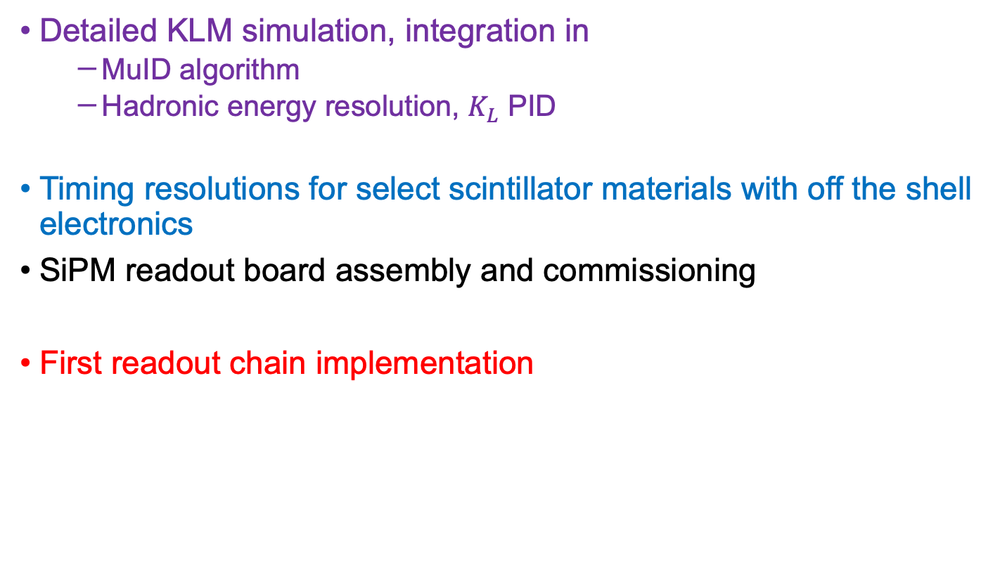 • Detailed KLM simulation, integration in
– MuID algorithm
– Hadronic energy resolution, K_L PID
• Timing resolutions for select scintillator materials with off the shell
electronics
• SiPM readout board assembly and commissioning
• First readout chain implementation